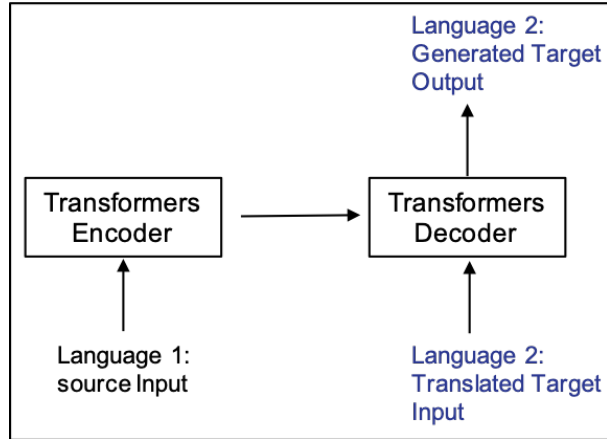 Language 2:
Generated Target
Output
Transformers
Encoder
Transformers
Decoder
Language 1:
source Input
Language 2:
Translated Target
Input